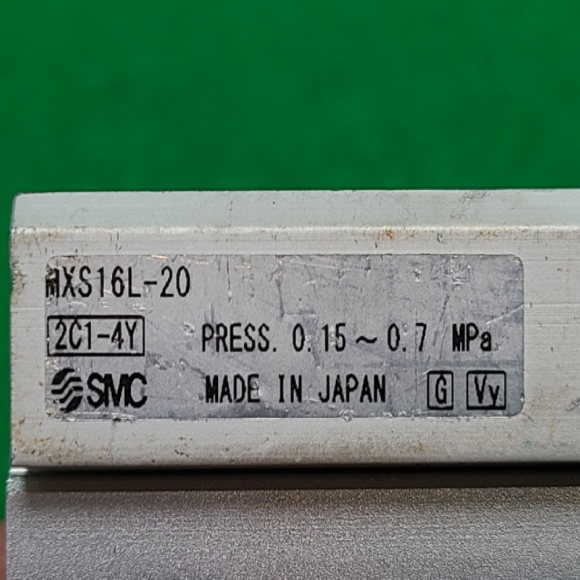 MXS16L-20
2C1-4Y PRESS. 0.15～0.7 MPa
SMC MADE IN JAPAN G Vy